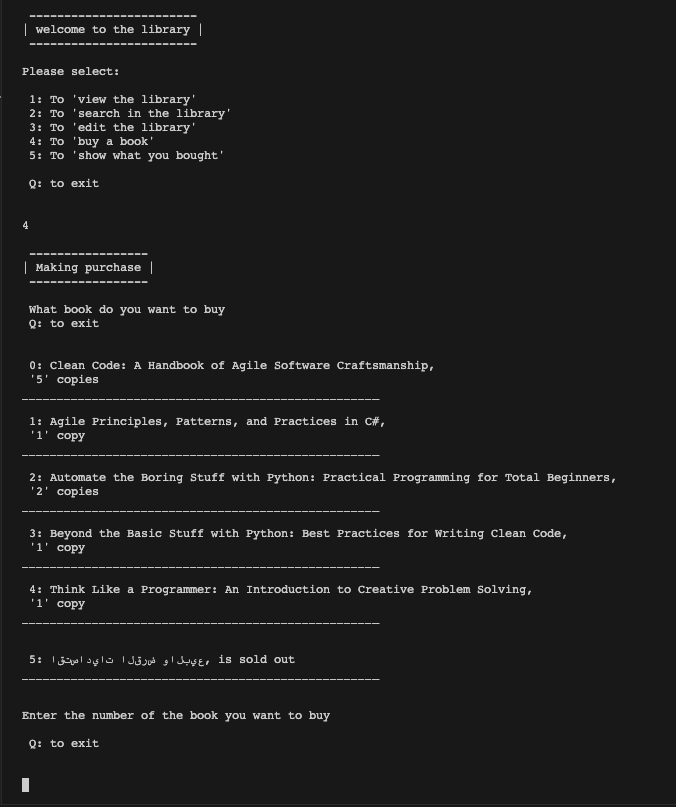 -------------------------
| welcome to the library |
-------------------------
Please select:
1: To 'view the library'
2: To 'search in the library'
3: To 'edit the library'
4: To 'buy a book'
5: To 'show what you bought'
Q: to exit
4
-----------------
| Making purchase |
-----------------
What book do you want to buy
Q: to exit
0: Clean Code: A Handbook of Agile Software Craftsmanship,
'5' copies
___________________________________________________
1: Agile Principles, Patterns, and Practices in C#,
'1' copy
___________________________________________________
2: Automate the Boring Stuff with Python: Practical Programming for Total Beginners,
'2' copies
___________________________________________________
3: Beyond the Basic Stuff with Python: Best Practices for Writing Clean Code,
'1' copy
___________________________________________________
4: Think Like a Programmer: An Introduction to Creative Problem Solving,
'1' copy
___________________________________________________
5: اقتصاديات القرض والبيع, is sold out
___________________________________________________
Enter the number of the book you want to buy
Q: to exit